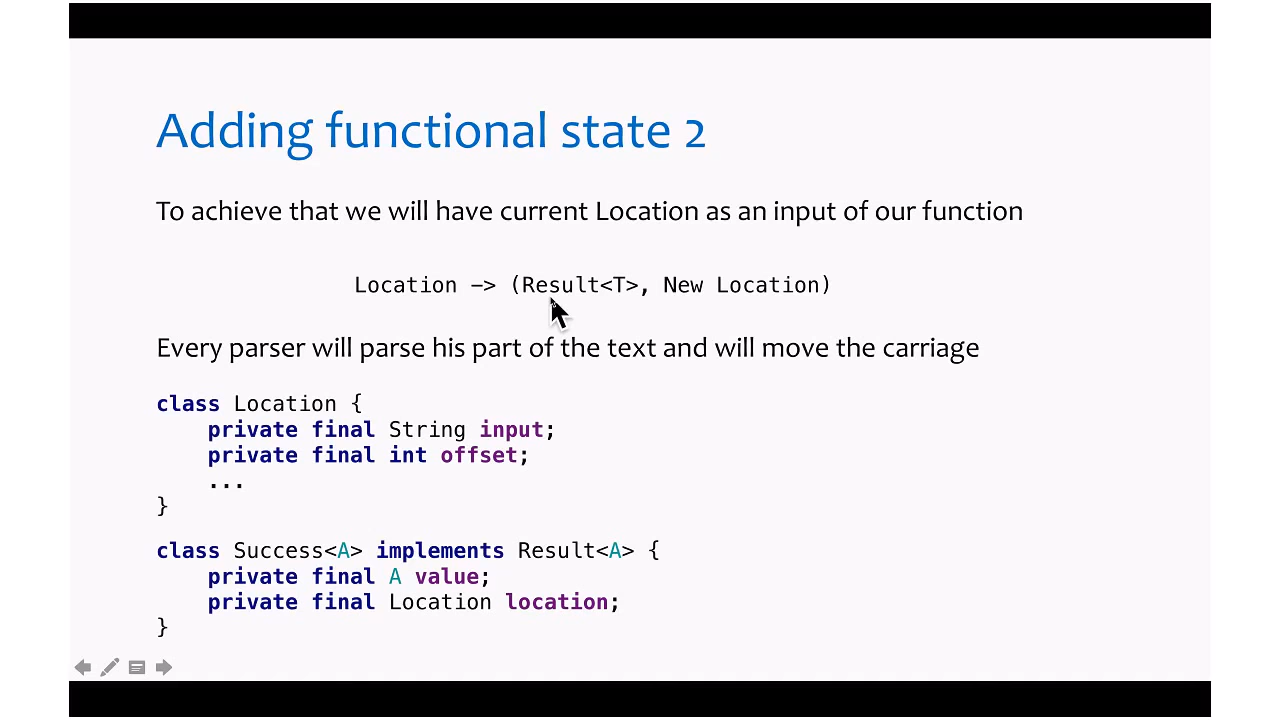 Adding functional state 2
To achieve that we will have current Location as an input of our function
Location –> (Result<T>, New Location)
Every parser will parse his part of the text and will move the carriage
class Location {
    private final String input;
    private final int offset;
    ...
}
class Success<A> implements Result<A> {
    private final A value;
    private final Location location;
}